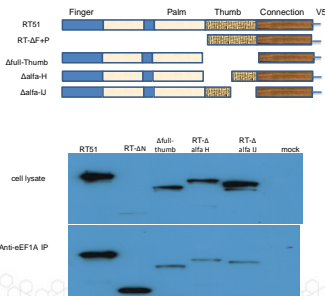 Finger Palm Thumb Connection V5
RT51
RT-ΔF+P
Δfull-Thumb
Δalfa-H
Δalfa-IJ
RT51 RT-ΔN Δfull-thumb RT-Δ alfa H RT-Δ alfa IJ mock
cell lysate
Anti-eEF1A IP